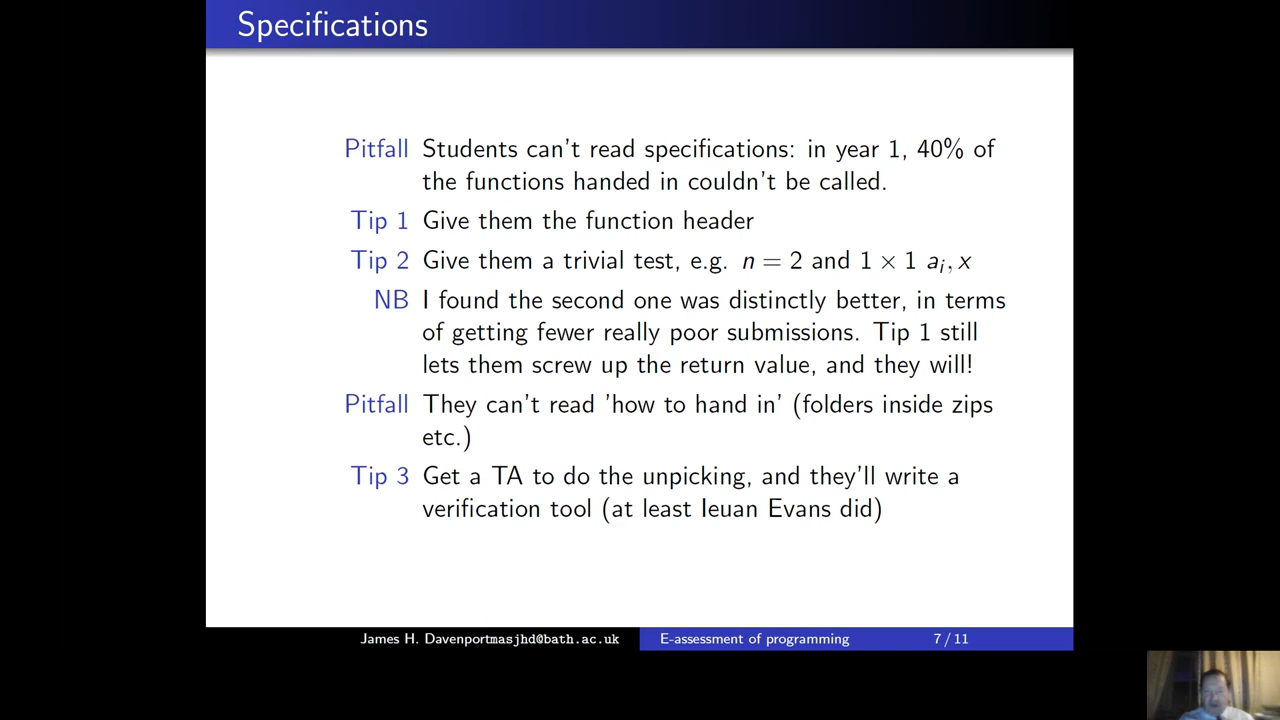 Specifications
Pitfall Students can't read specifications: in year 1, 40% of
the functions handed in couldn't be called.
Tip 1 Give them the function header
Tip 2 Give them a trivial test, e.g. n = 2 and 1 × 1 aᵢ, x
NB I found the second one was distinctly better, in terms
of getting fewer really poor submissions. Tip 1 still
lets them screw up the return value, and they will!
Pitfall They can't read 'how to hand in' (folders inside zips
etc.)
Tip 3 Get a TA to do the unpicking, and they'll write a
verification tool (at least Ieuan Evans did)
James H. Davenportmasjhd@bath.ac.uk E-assessment of programming 7 / 11